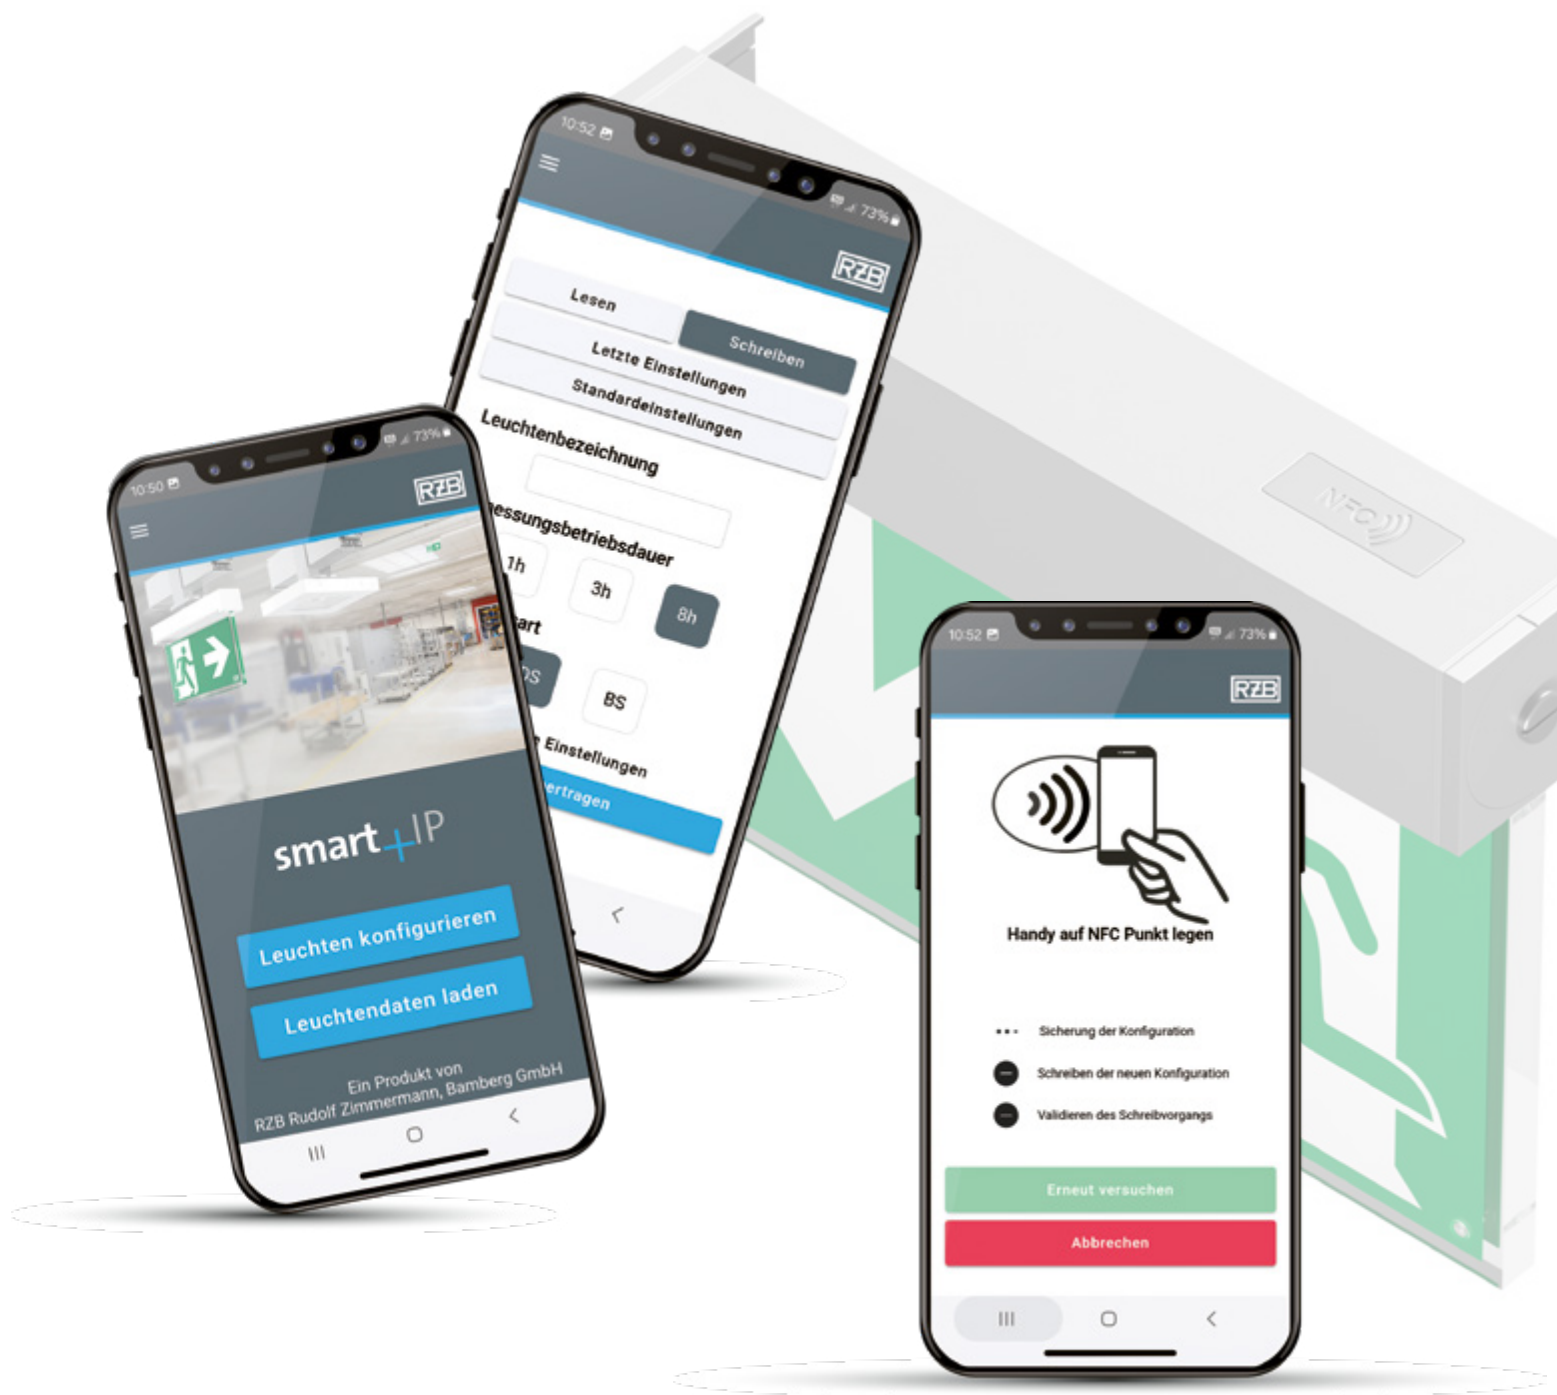 10:52
73%
RZB
Lesen
Schreiben
Letzte Einstellungen
Standardeinstellungen
Leuchtenbezeichnung
essungsbetriebsdauer
1h
3h
8h
art
DS
BS
Einstellungen
ertragen
10:50
73%
RZB
smart+IP
Leuchten konfigurieren
Leuchtendaten laden
Ein Produkt von
RZB Rudolf Zimmermann, Bamberg GmbH
NFC
10:52
73%
RZB
Handy auf NFC Punkt legen
Sicherung der Konfiguration
Schreiben der neuen Konfiguration
Validieren des Schreibvorgangs
Erneut versuchen
Abbrechen